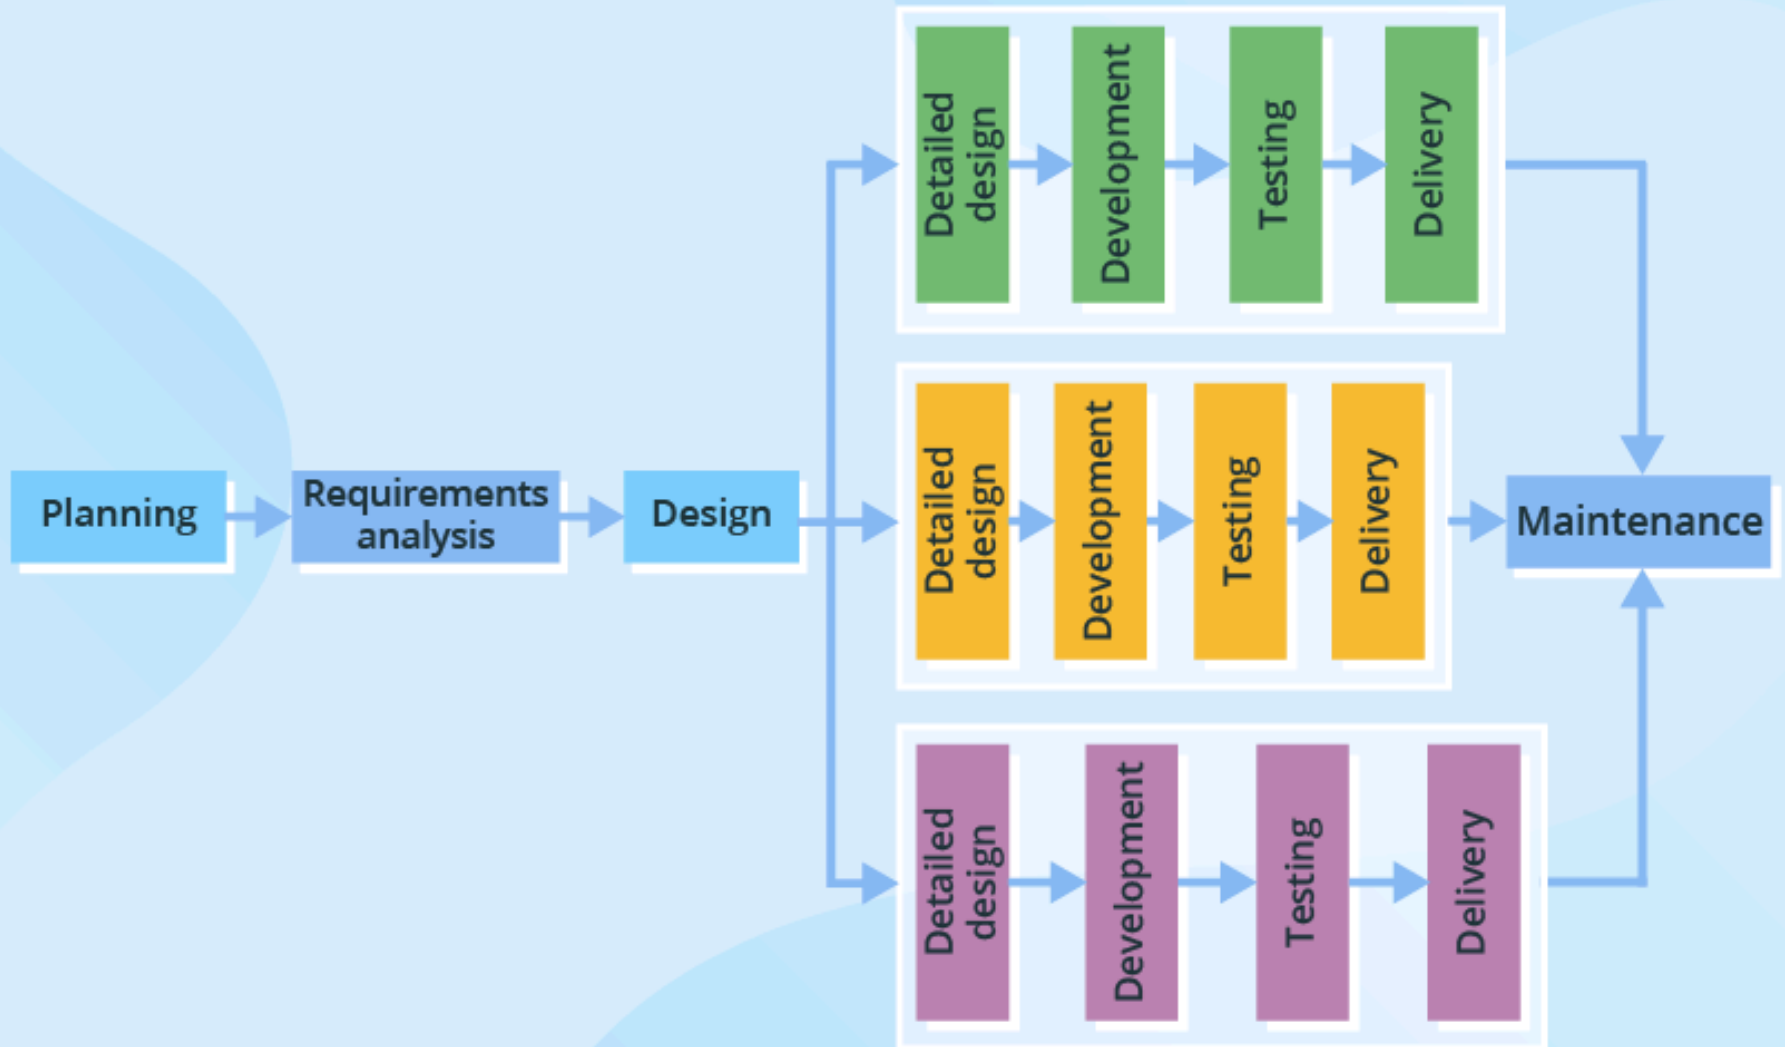 Planning
Requirements
analysis
Design
Detailed
design
Development
Testing
Delivery
Detailed
design
Development
Testing
Delivery
Detailed
design
Development
Testing
Delivery
Maintenance